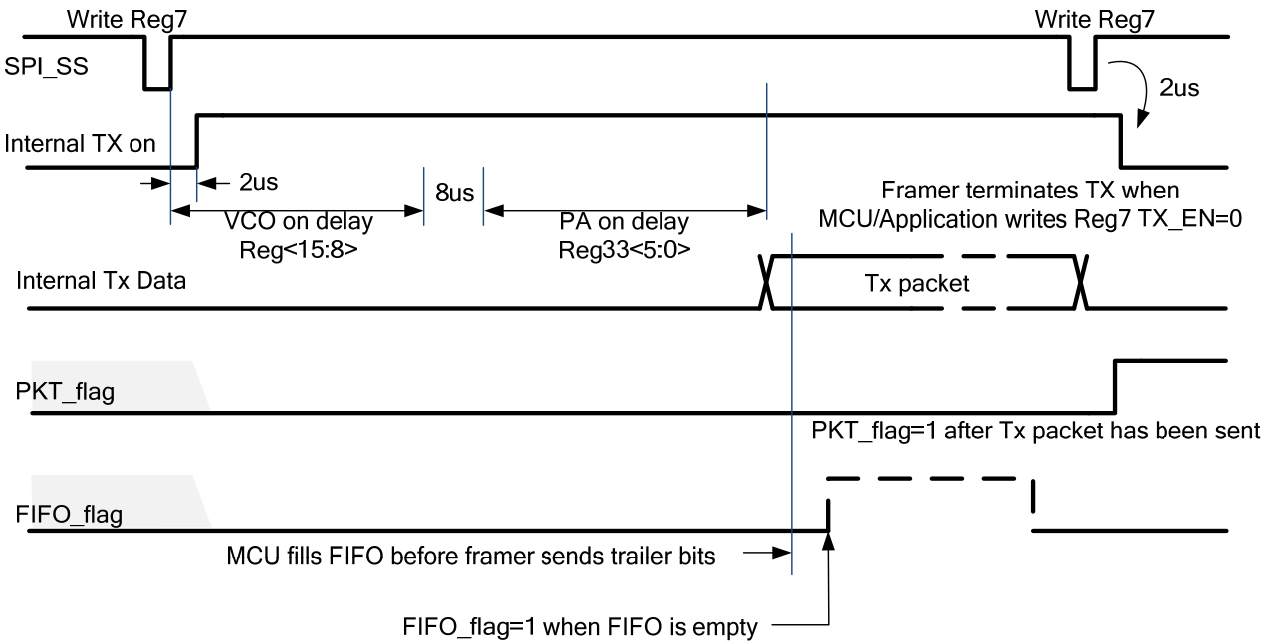 Write Reg7
Write Reg7
SPI_SS
2us
Internal TX on
2us
8us
VCO on delay
Reg<15:8>
PA on delay
Reg33<5:0>
Framer terminates TX when
MCU/Application writes Reg7 TX_EN=0
Internal Tx Data
Tx packet
PKT_flag
PKT_flag=1 after Tx packet has been sent
FIFO_flag
MCU fills FIFO before framer sends trailer bits
FIFO_flag=1 when FIFO is empty